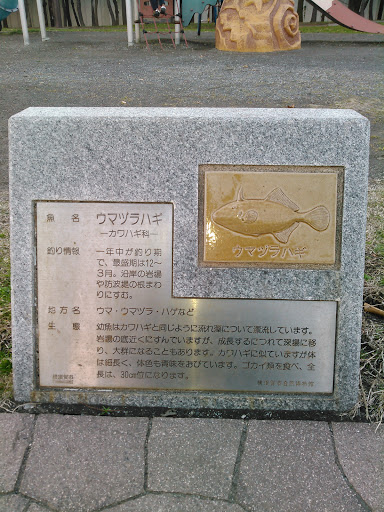 魚名 ウマヅラハギ
―カワハギ科―
釣り情報 一年中が釣り期
で、最盛期は12〜
3月。沿岸の岩場
や防波堤の根まわ
りにすむ。
地方名 ウマ・ウマヅラ・ハゲなど
生態 幼魚はカワハギと同じように流れ藻について漂流しています。
岩礁の底近くにすんでいますが、成長するにつれて深場に移
り、大群になることもあります。カワハギに似ていますが体
は細長く、体色も青味をおびています。ゴカイ類を食べ、全
長は、30㎝位になります。
ウマヅラハギ